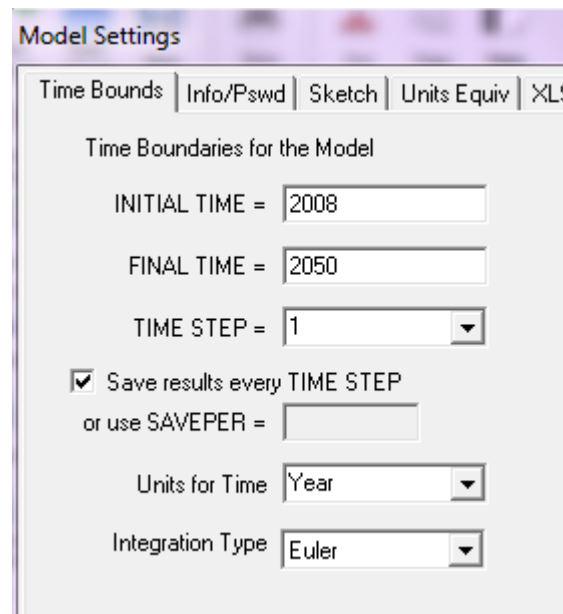 Model Settings
Time Bounds Info/Pswd Sketch Units Equiv XLS
Time Boundaries for the Model
INITIAL TIME = 2008
FINAL TIME = 2050
TIME STEP = 1
Save results every TIME STEP
or use SAVEPER =
Units for Time Year
Integration Type Euler